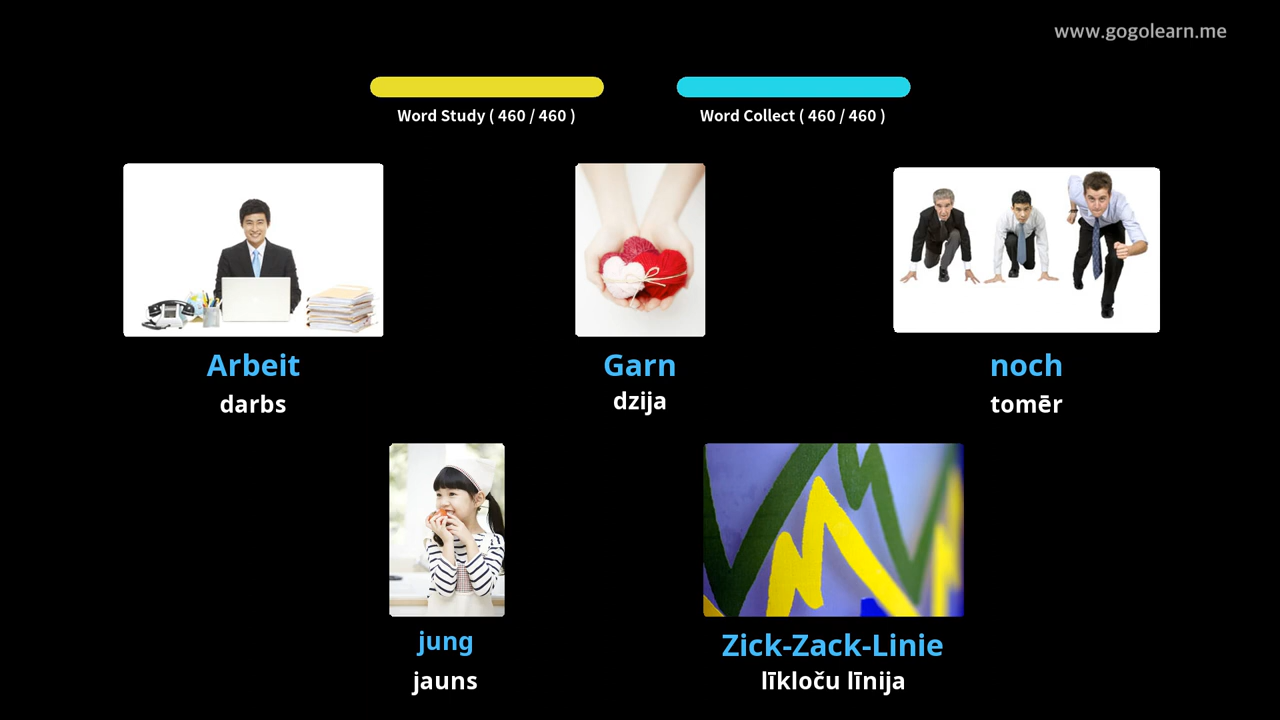 www.gogolearn.me
Word Study ( 460 / 460 )
Word Collect ( 460 / 460 )
Arbeit
darbs
Garn
dzija
noch
tomēr
jung
jauns
Zick-Zack-Linie
līkloču līnija